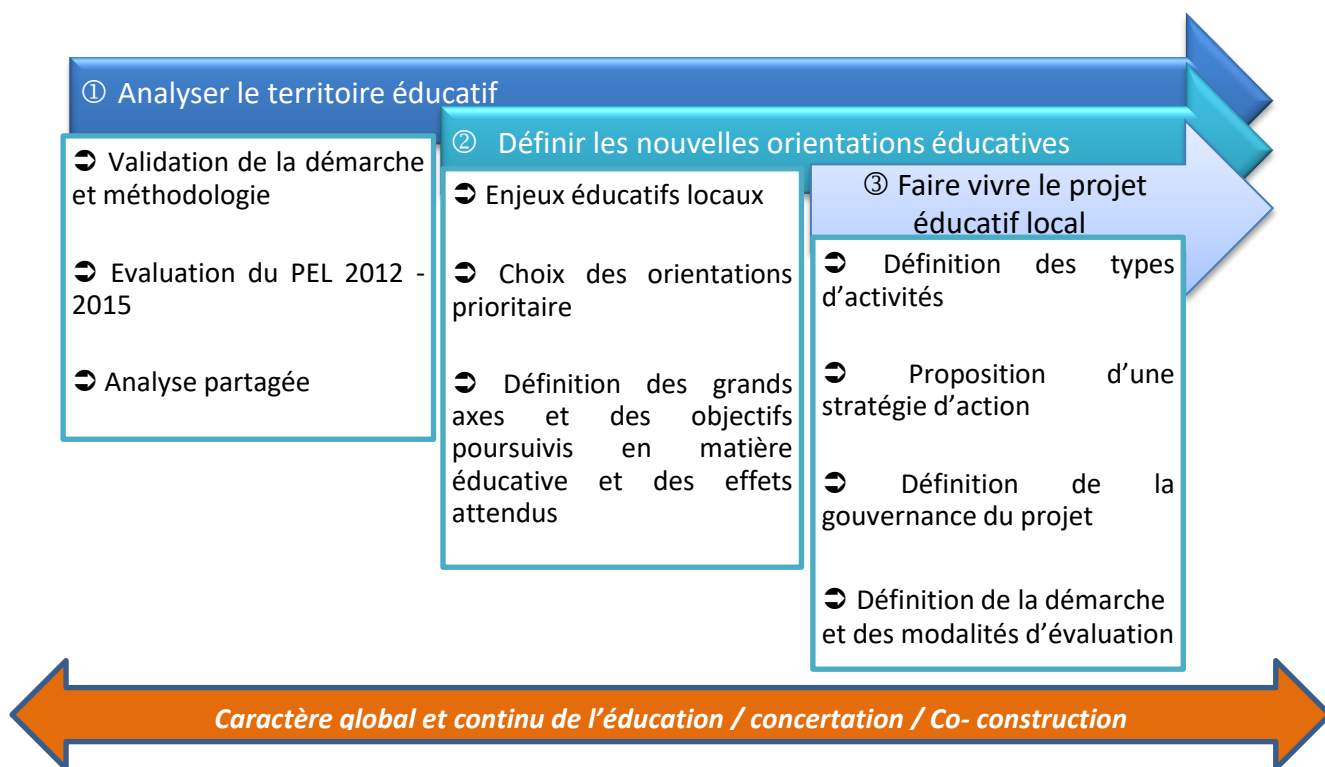 ① Analyser le territoire éducatif
➲ Validation de la démarche
et méthodologie
➲ Evaluation du PEL 2012 -
2015
➲ Analyse partagée
② Définir les nouvelles orientations éducatives
➲ Enjeux éducatifs locaux
➲ Choix des orientations
prioritaire
➲ Définition des grands
axes et des objectifs
poursuivis en matière
éducative et des effets
attendus
③ Faire vivre le projet
éducatif local
➲ Définition des types
d’activités
➲ Proposition d’une
stratégie d’action
➲ Définition de la
gouvernance du projet
➲ Définition de la démarche
et des modalités d’évaluation
Caractère global et continu de l’éducation / concertation / Co- construction